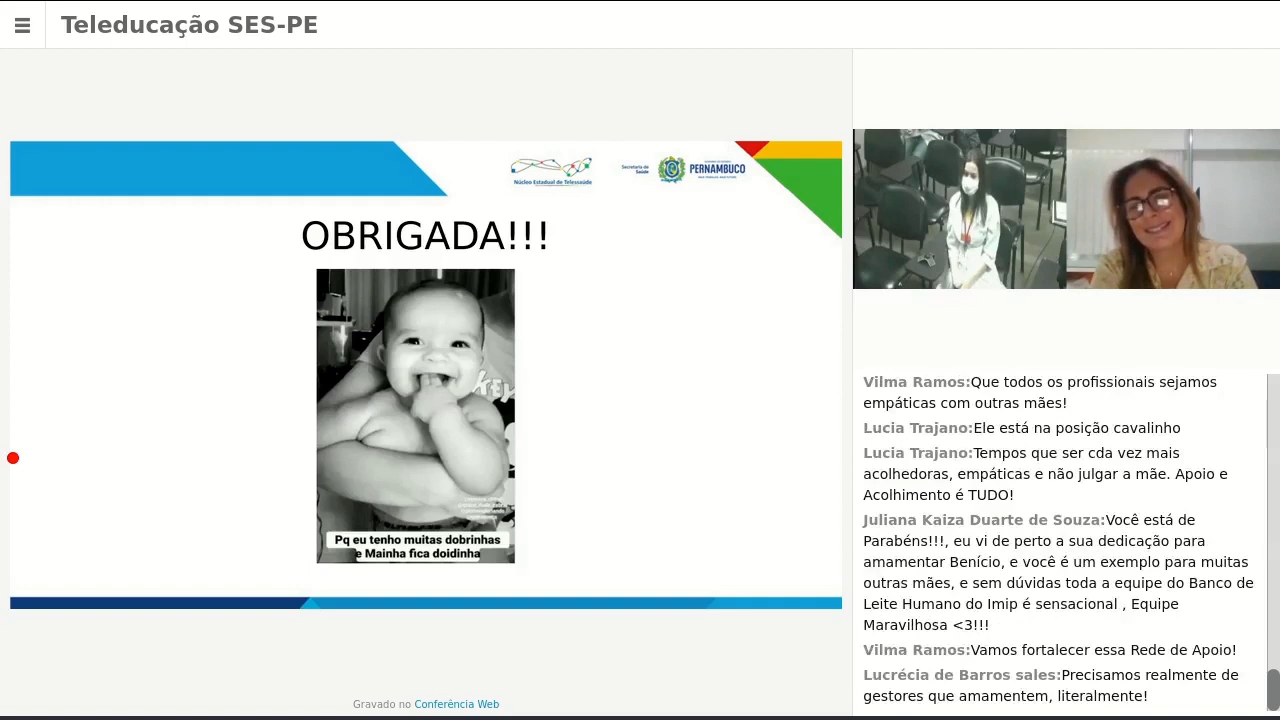 Teleducação SES-PE
Núcleo Estadual de Telessaúde
Secretaria de
Saúde
PERNAMBUCO
OBRIGADA!!!
Pq eu tenho muitas dobrinhas
e Mainha fica doidinha
Gravado no Conferência Web
Vilma Ramos:Que todos os profissionais sejamos
empáticas com outras mães!
Lucia Trajano:Ele está na posição cavalinho
Lucia Trajano:Tempos que ser cda vez mais
acolhedoras, empáticas e não julgar a mãe. Apoio e
Acolhimento é TUDO!
Juliana Kaiza Duarte de Souza:Você está de
Parabéns!!!, eu vi de perto a sua dedicação para
amamentar Benício, e você é um exemplo para muitas
outras mães, e sem dúvidas toda a equipe do Banco de
Leite Humano do Imip é sensacional , Equipe
Maravilhosa <3!!!
Vilma Ramos:Vamos fortalecer essa Rede de Apoio!
Lucrécia de Barros sales:Precisamos realmente de
gestores que amamentem, literalmente!